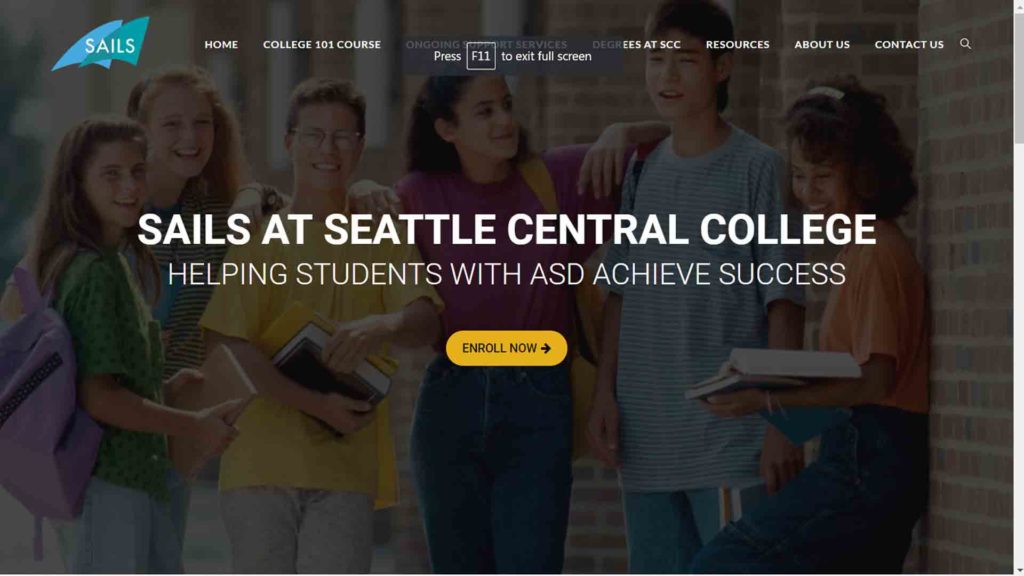 SAILS
HOME COLLEGE 101 COURSE ONGOING SUPPORT SERVICES DEGREES AT SCC RESOURCES ABOUT US CONTACT US
Press F11 to exit full screen
SAILS AT SEATTLE CENTRAL COLLEGE
HELPING STUDENTS WITH ASD ACHIEVE SUCCESS
ENROLL NOW